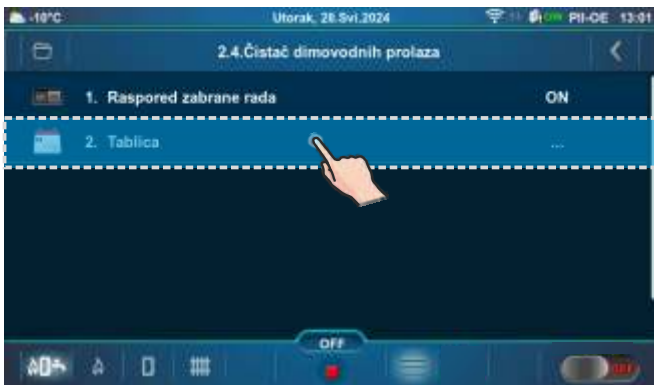 -10°C Utorak, 28.Svi.2024 PII-OE 13:01
2.4.Čistač dimovodnih prolaza
1. Raspored zabrane rada ON
2. Tablica ...
OFF
OFF